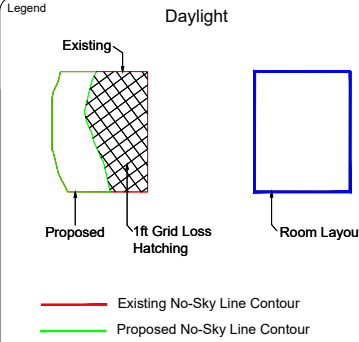 Legend
Daylight
Existing
Proposed
1ft Grid Loss
Hatching
Room Layou
Existing No-Sky Line Contour
Proposed No-Sky Line Contour